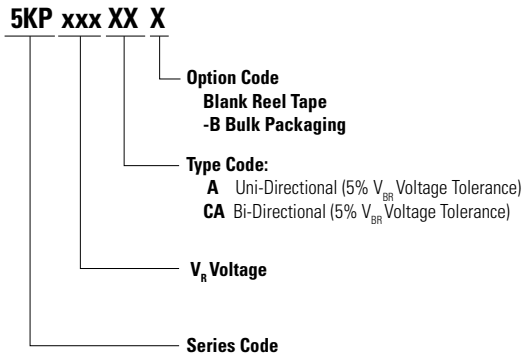 5KP xxx XX X
Option Code
Blank Reel Tape
-B Bulk Packaging
Type Code:
A Uni-Directional (5% VBR Voltage Tolerance)
CA Bi-Directional (5% VBR Voltage Tolerance)
VR Voltage
Series Code